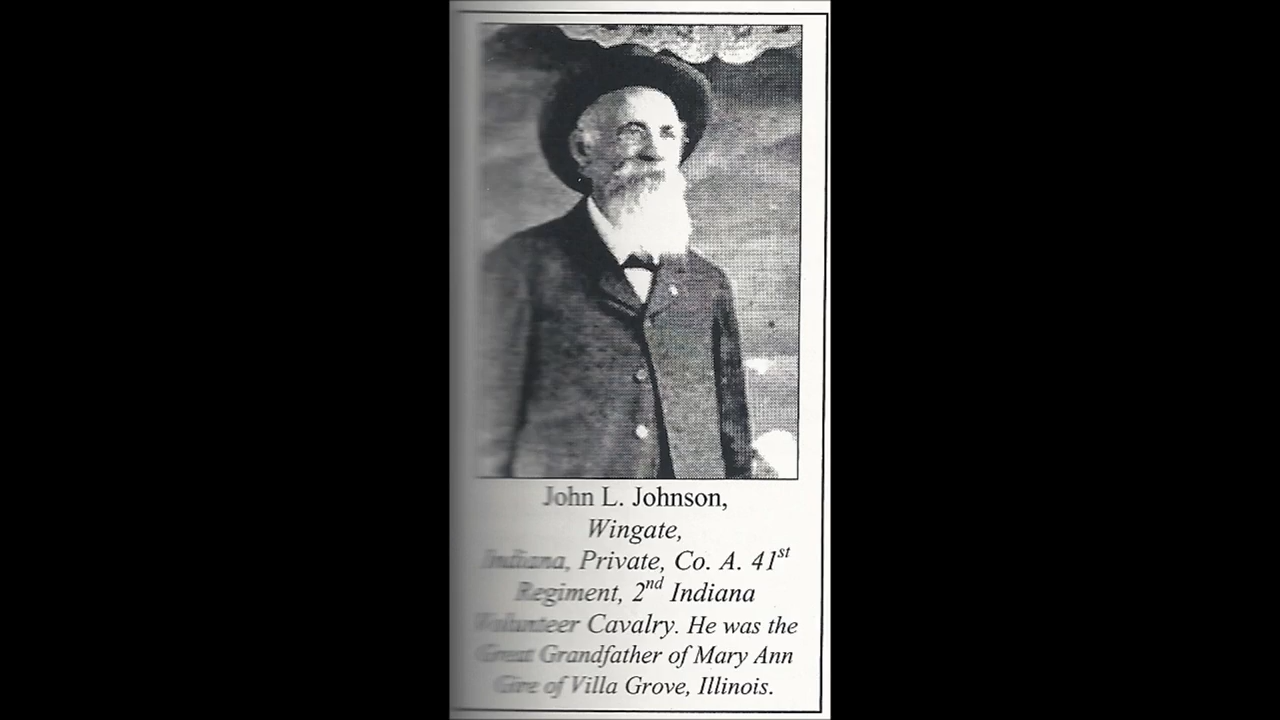 John L. Johnson,
Wingate,
Indiana, Private, Co. A. 41st
Regiment, 2nd Indiana
Volunteer Cavalry. He was the
Great Grandfather of Mary Ann
Gire of Villa Grove, Illinois.